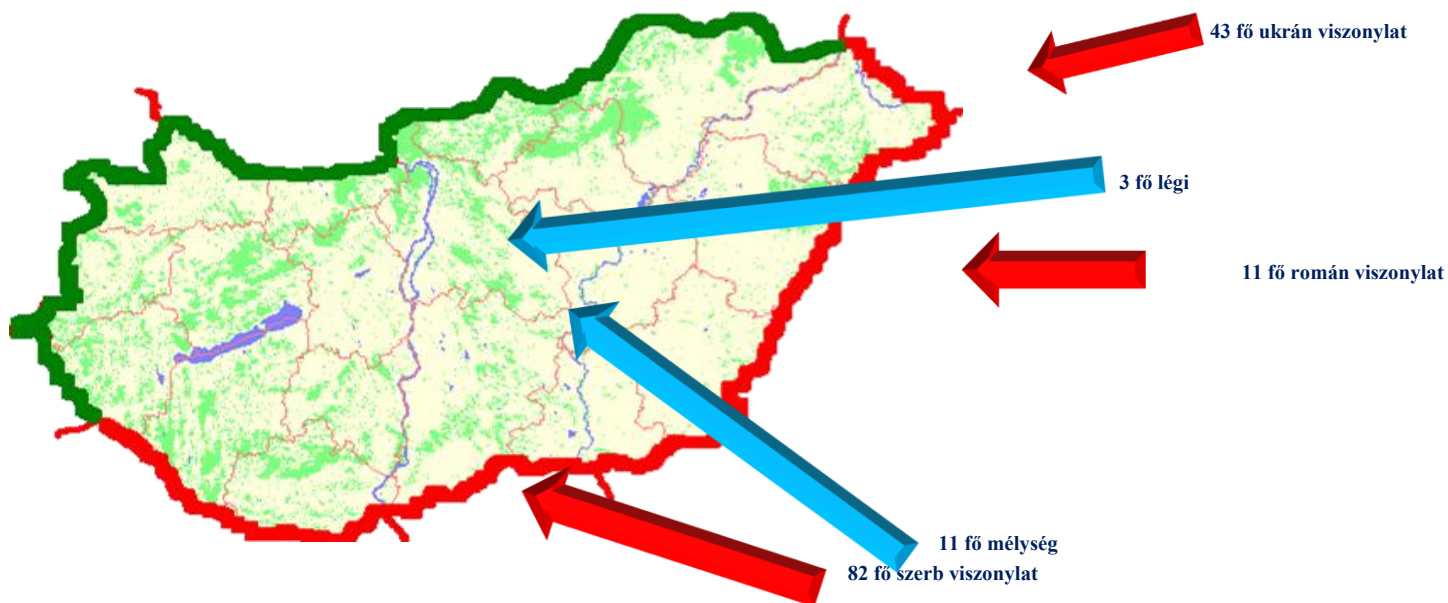 43 fő ukrán viszonylat
3 fő légi
11 fő román viszonylat
11 fő mélység
82 fő szerb viszonylat